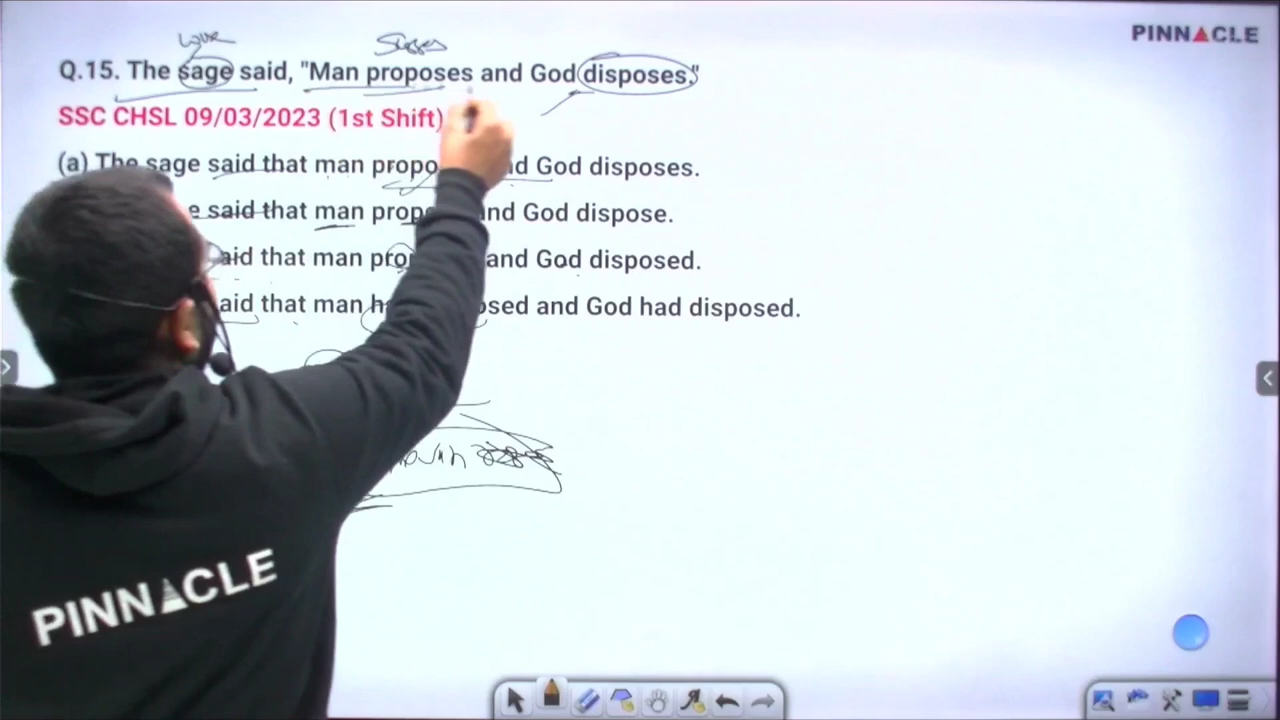 PINNACLE
Q.15. The sage said, "Man proposes and God disposes."
SSC CHSL 09/03/2023 (1st Shift)
(a) The sage said that man propo nd God disposes.
e said that man prop and God dispose.
aid that man pro and God disposed.
aid that man h osed and God had disposed.
PINNACLE